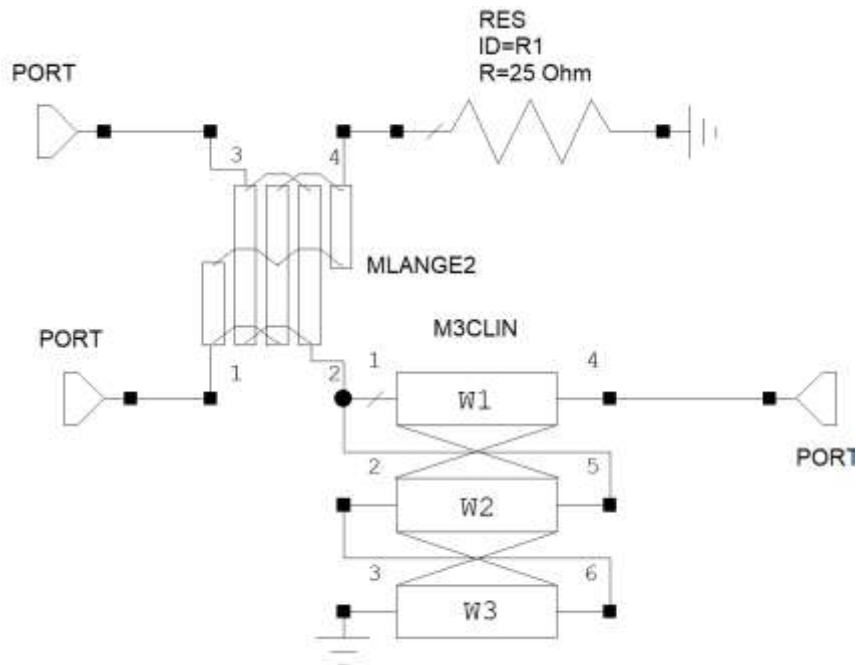 RES
ID=R1
R=25 Ohm
PORT
3
4
MLANGE2
M3CLIN
PORT
1
2
1
4
W1
PORT
2
5
W2
3
6
W3